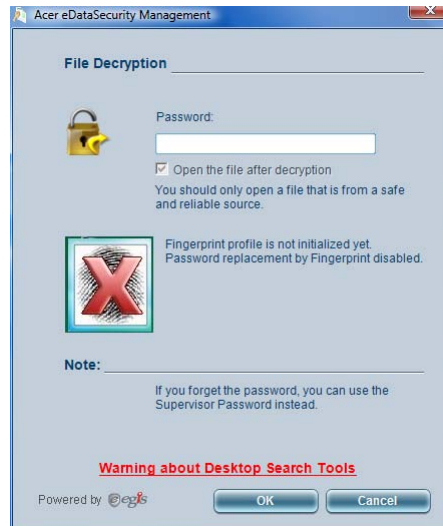 Acer eDataSecurity Management
File Decryption
Password:
Open the file after decryption
You should only open a file that is from a safe
and reliable source.
Fingerprint profile is not initialized yet.
Password replacement by Fingerprint disabled.
Note:
If you forget the password, you can use the
Supervisor Password instead.
Warning about Desktop Search Tools
Powered by egis
OK
Cancel